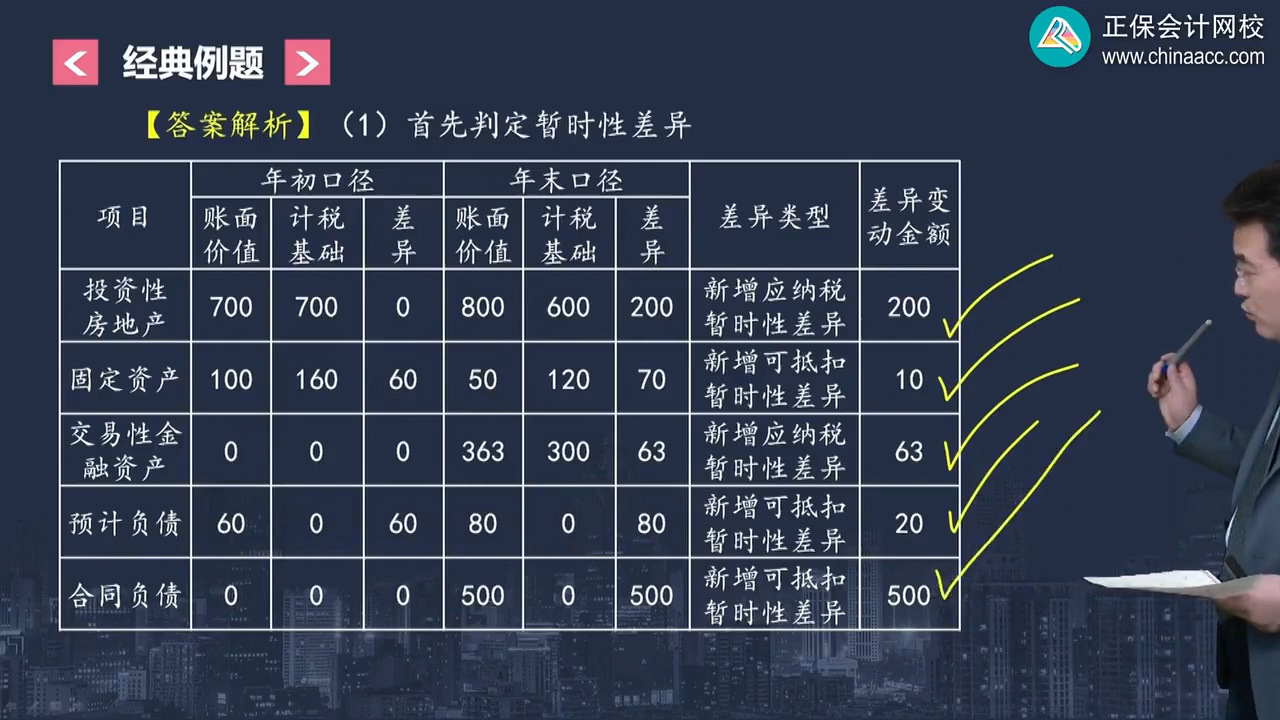 正保会计网校
www.chinaacc.com
经典例题
【答案解析】（1）首先判定暂时性差异
项目 年初口径 年末口径 差异类型 差异变动金额
账面价值 计税基础 差异 账面价值 计税基础 差异
投资性房地产 700 700 0 800 600 200 新增应纳税暂时性差异 200
固定资产 100 160 60 50 120 70 新增可抵扣暂时性差异 10
交易性金融资产 0 0 0 363 300 63 新增应纳税暂时性差异 63
预计负债 60 0 60 80 0 80 新增可抵扣暂时性差异 20
合同负债 0 0 0 500 0 500 新增可抵扣暂时性差异 500